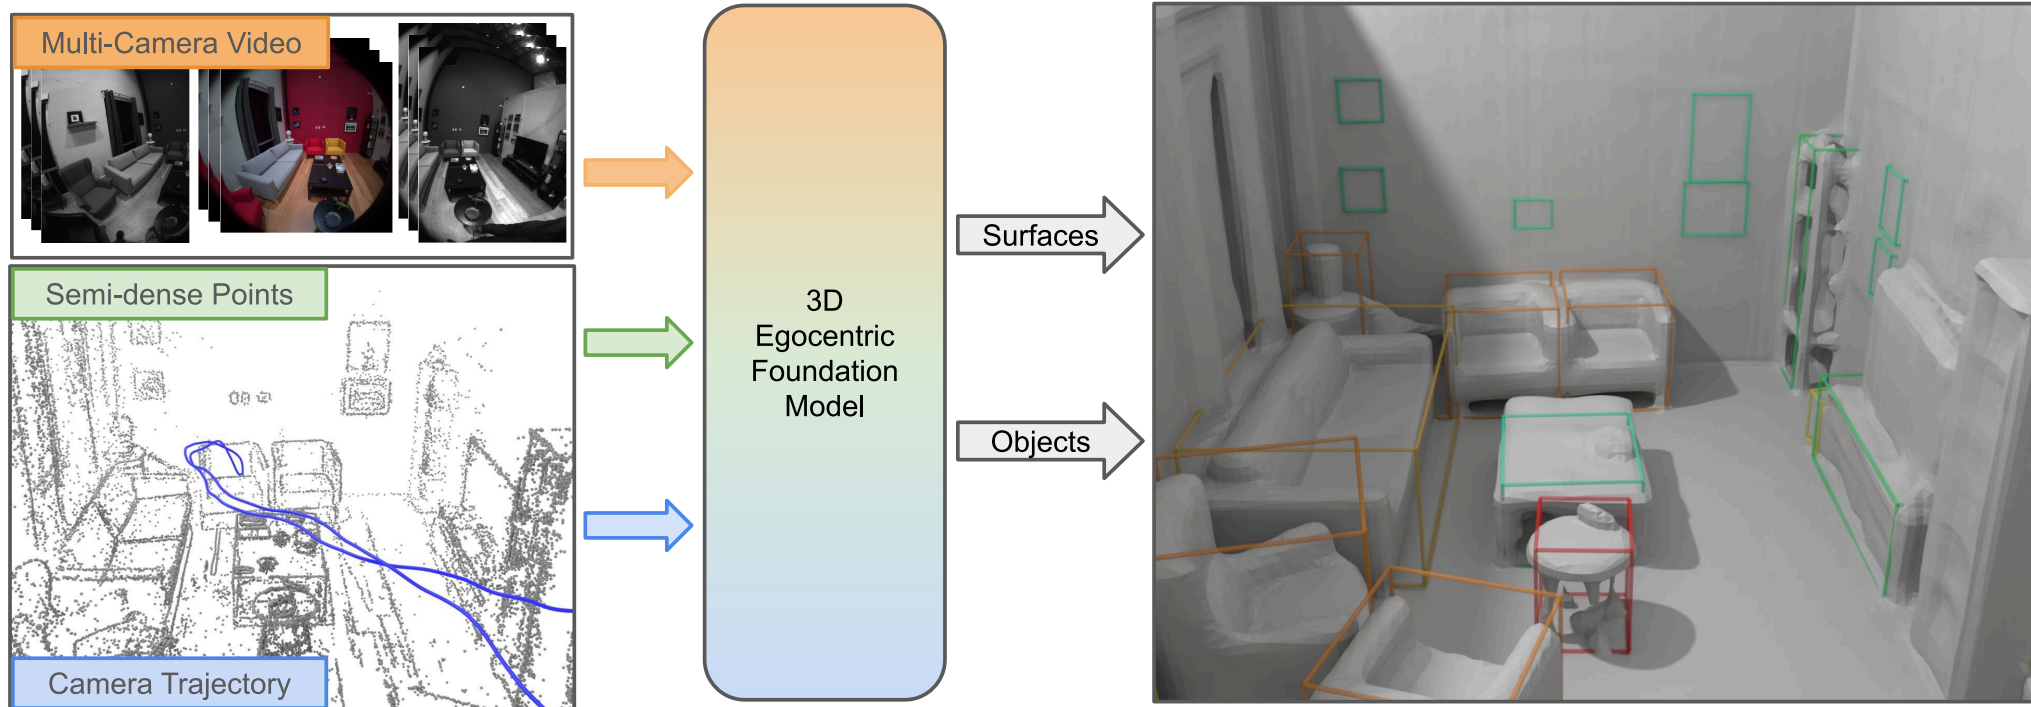 Multi-Camera Video
Semi-dense Points
Camera Trajectory
3D
Egocentric
Foundation
Model
Surfaces
Objects